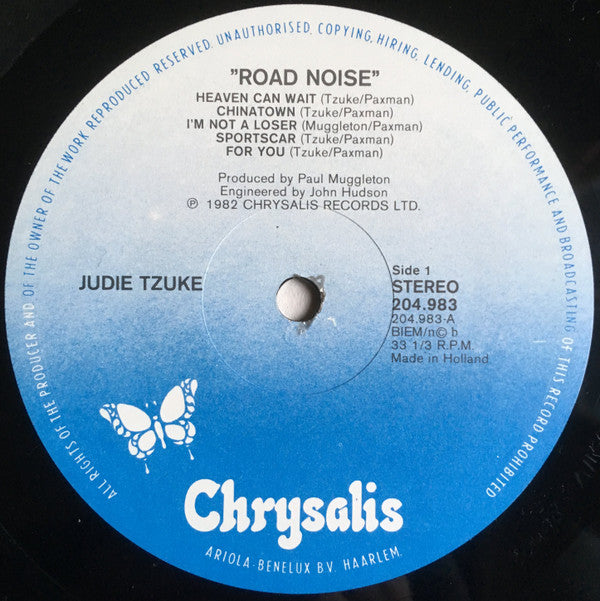 "ROAD NOISE"
HEAVEN CAN WAIT (Tzuke/Paxman)
CHINATOWN (Tzuke/Paxman)
I'M NOT A LOSER (Muggleton/Paxman)
SPORTSCAR (Tzuke/Paxman)
FOR YOU (Tzuke/Paxman)
Produced by Paul Muggleton
Engineered by John Hudson
℗ 1982 CHRYSALIS RECORDS LTD.
JUDIE TZUKE
Side 1
STEREO
204.983
204.983-A
BIEM/n© b
33 1/3 R.P.M.
Made in Holland
Chrysalis
ARIOLA-BENELUX B.V. HAARLEM.
ALL RIGHTS OF THE PRODUCER AND OF THE OWNER OF THE WORK REPRODUCED RESERVED. UNAUTHORISED, COPYING, HIRING, LENDING, PUBLIC PERFORMANCE AND BROADCASTING OF THIS RECORD PROHIBITED